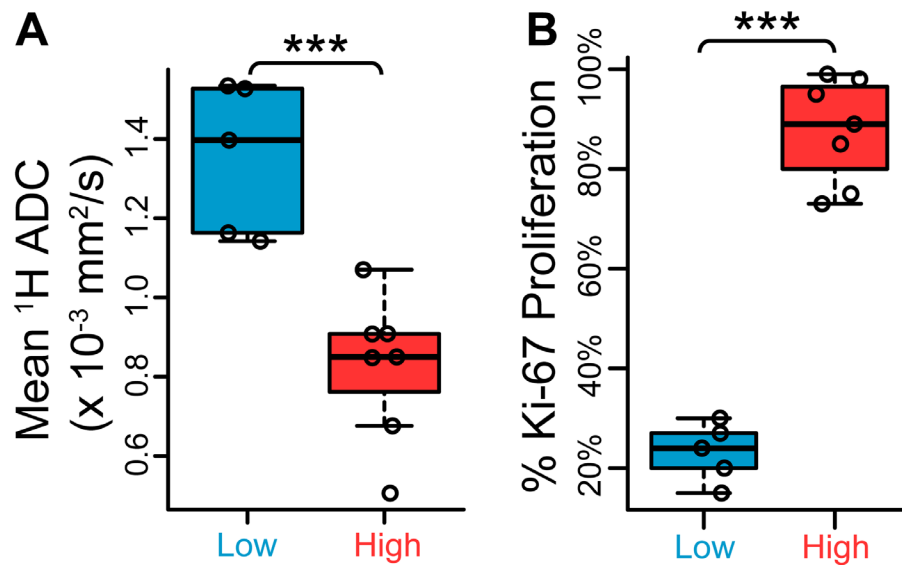 A
***
Mean ¹H ADC
(x 10⁻³ mm²/s)
1.4
1.2
1.0
0.8
0.6
Low
High
B
***
% Ki-67 Proliferation
100%
80%
60%
40%
20%
Low
High